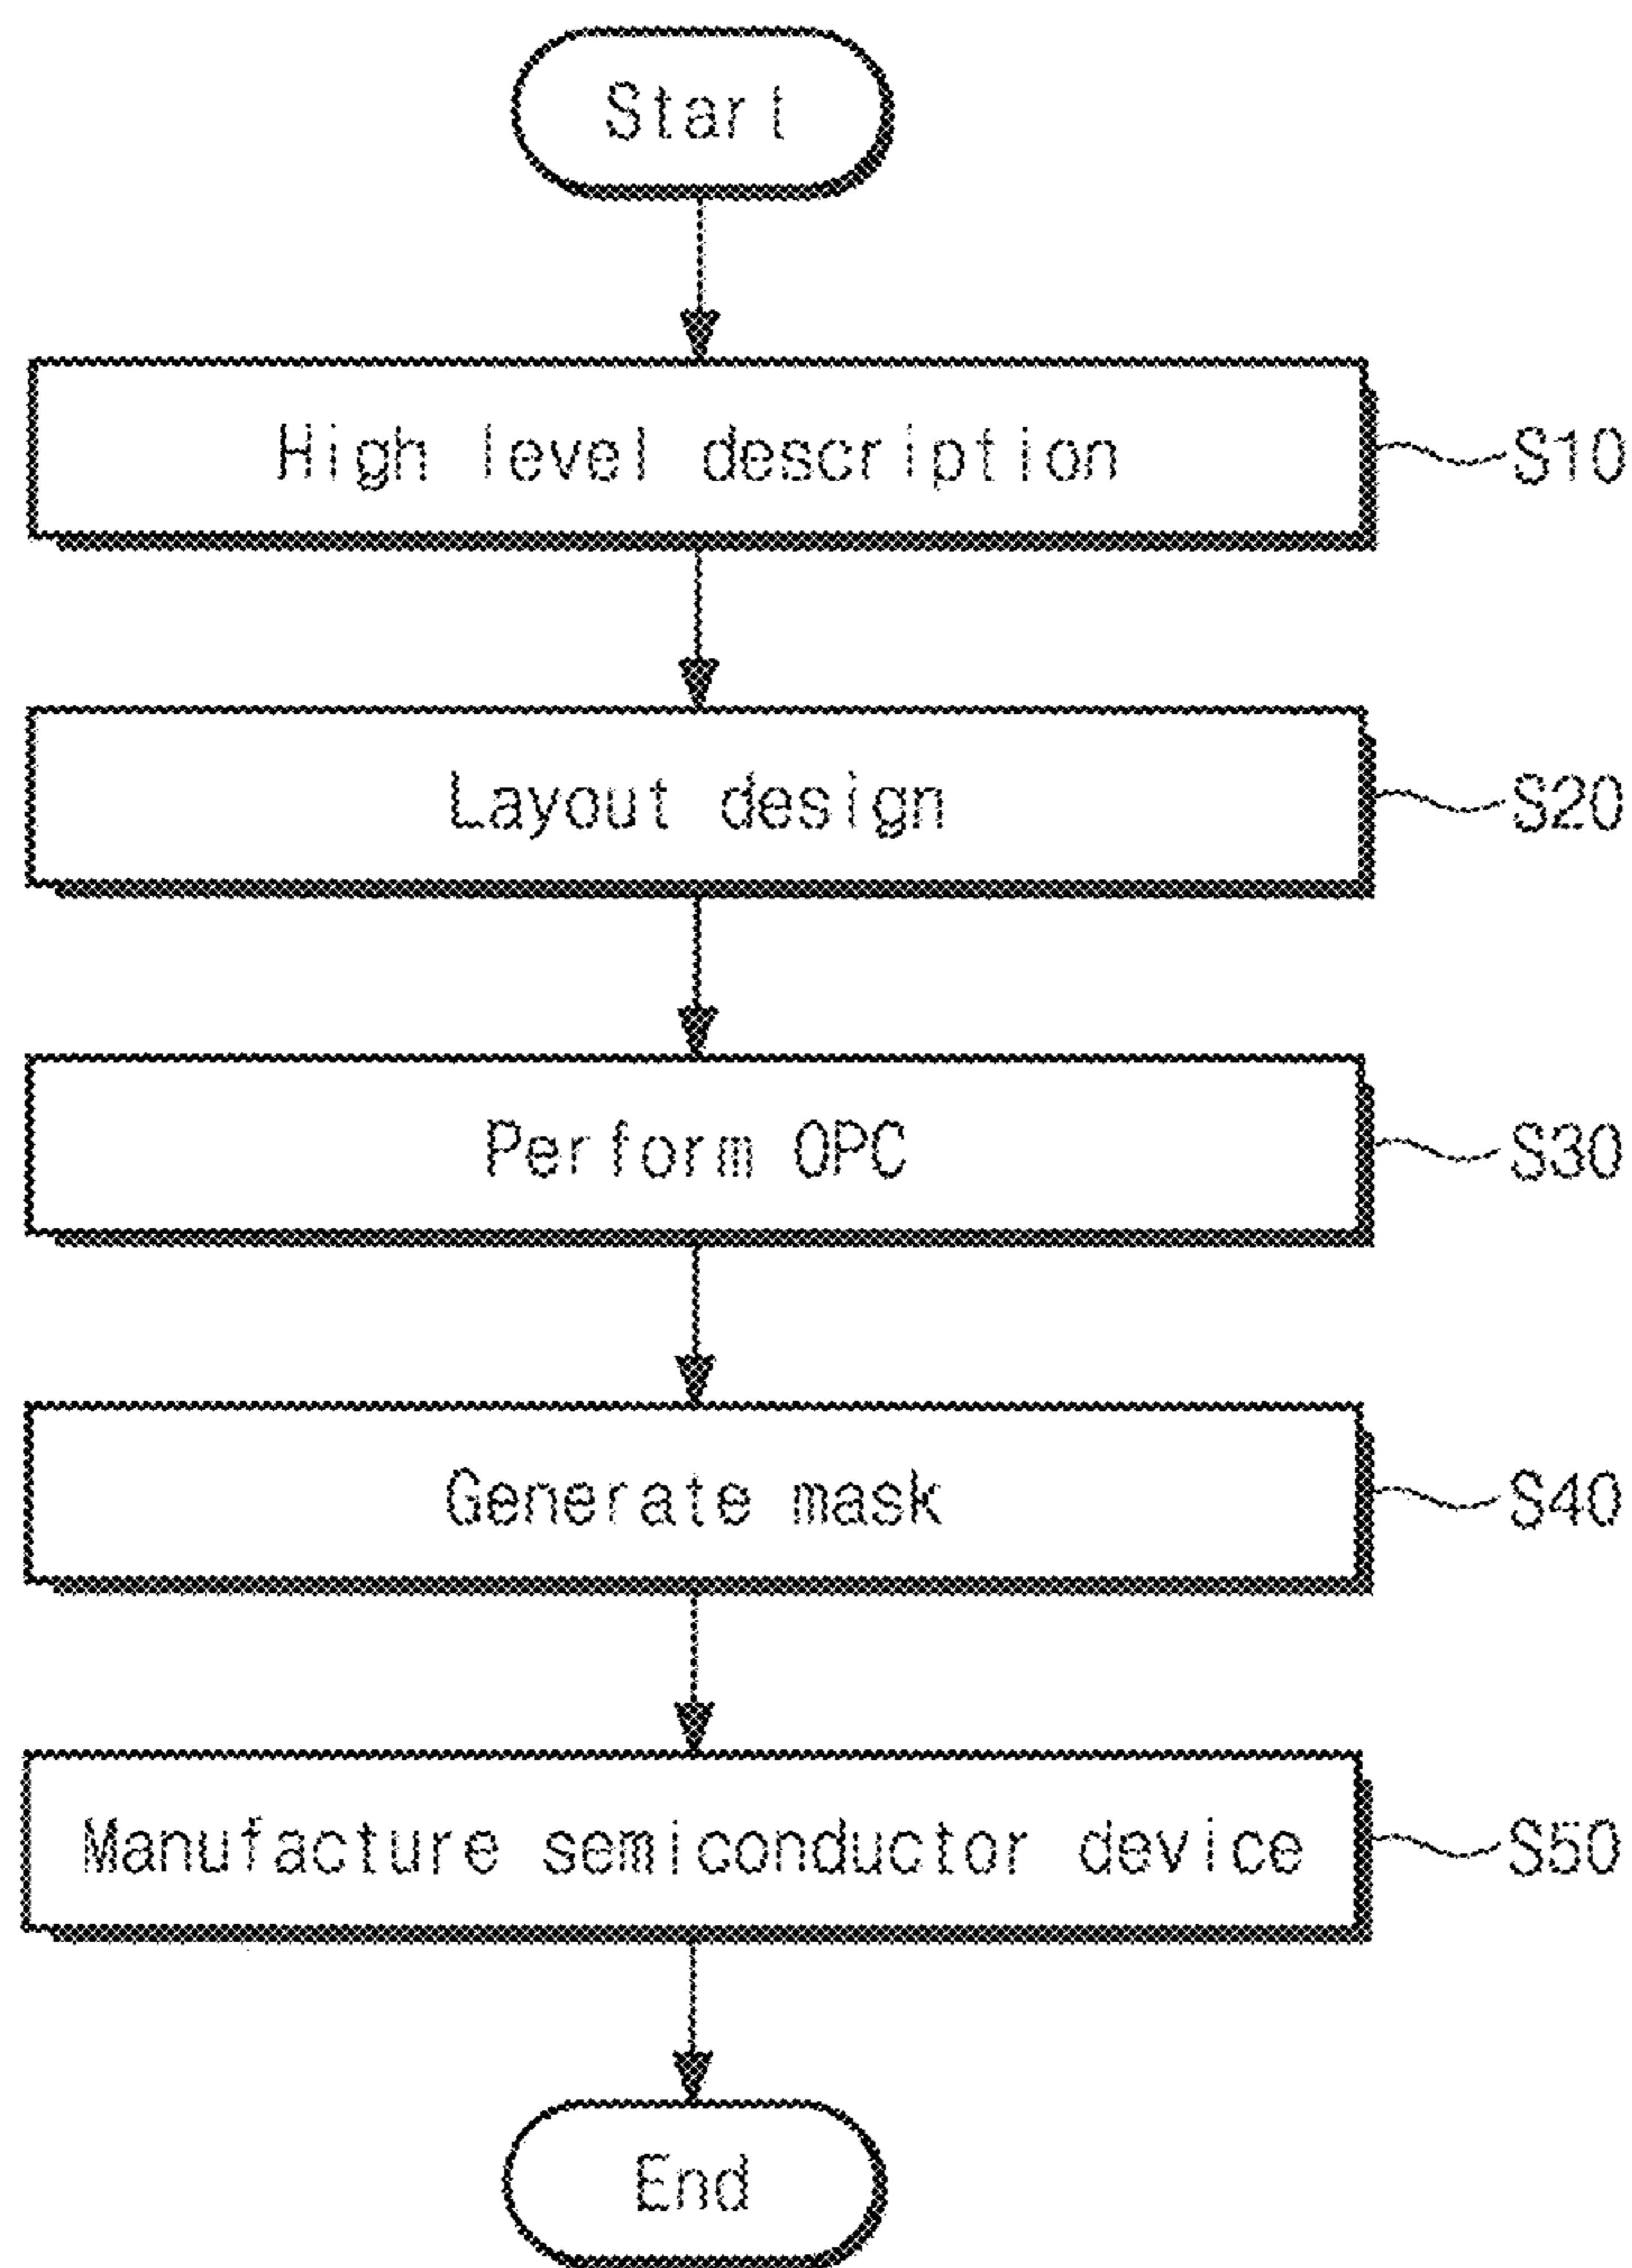 Start
High level description
S10
Layout design
S20
Perform OPC
S30
Generate mask
S40
Manufacture semiconductor device
S50
End